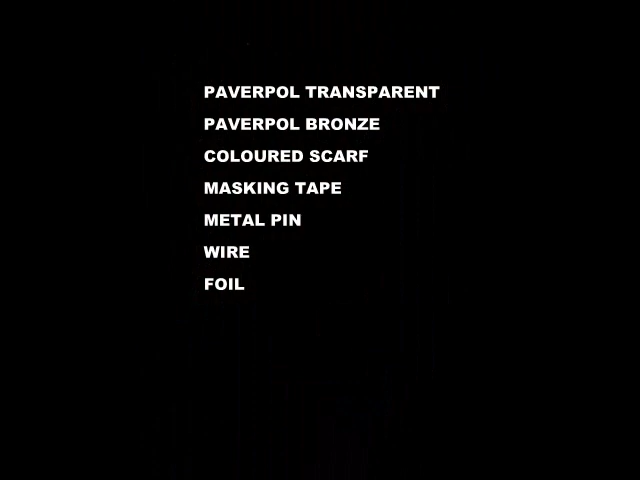 PAVERPOL TRANSPARENT
PAVERPOL BRONZE
COLOURED SCARF
MASKING TAPE
METAL PIN
WIRE
FOIL